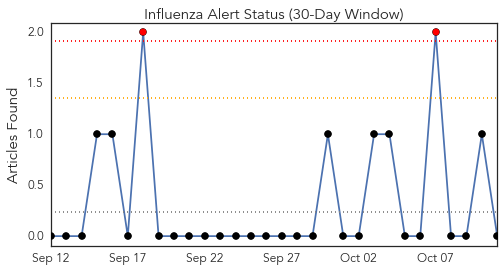 Influenza Alert Status (30-Day Window)
2.0
1.5
1.0
0.5
0.0
Articles Found
Sep 12 Sep 17 Sep 22 Sep 27 Oct 02 Oct 07